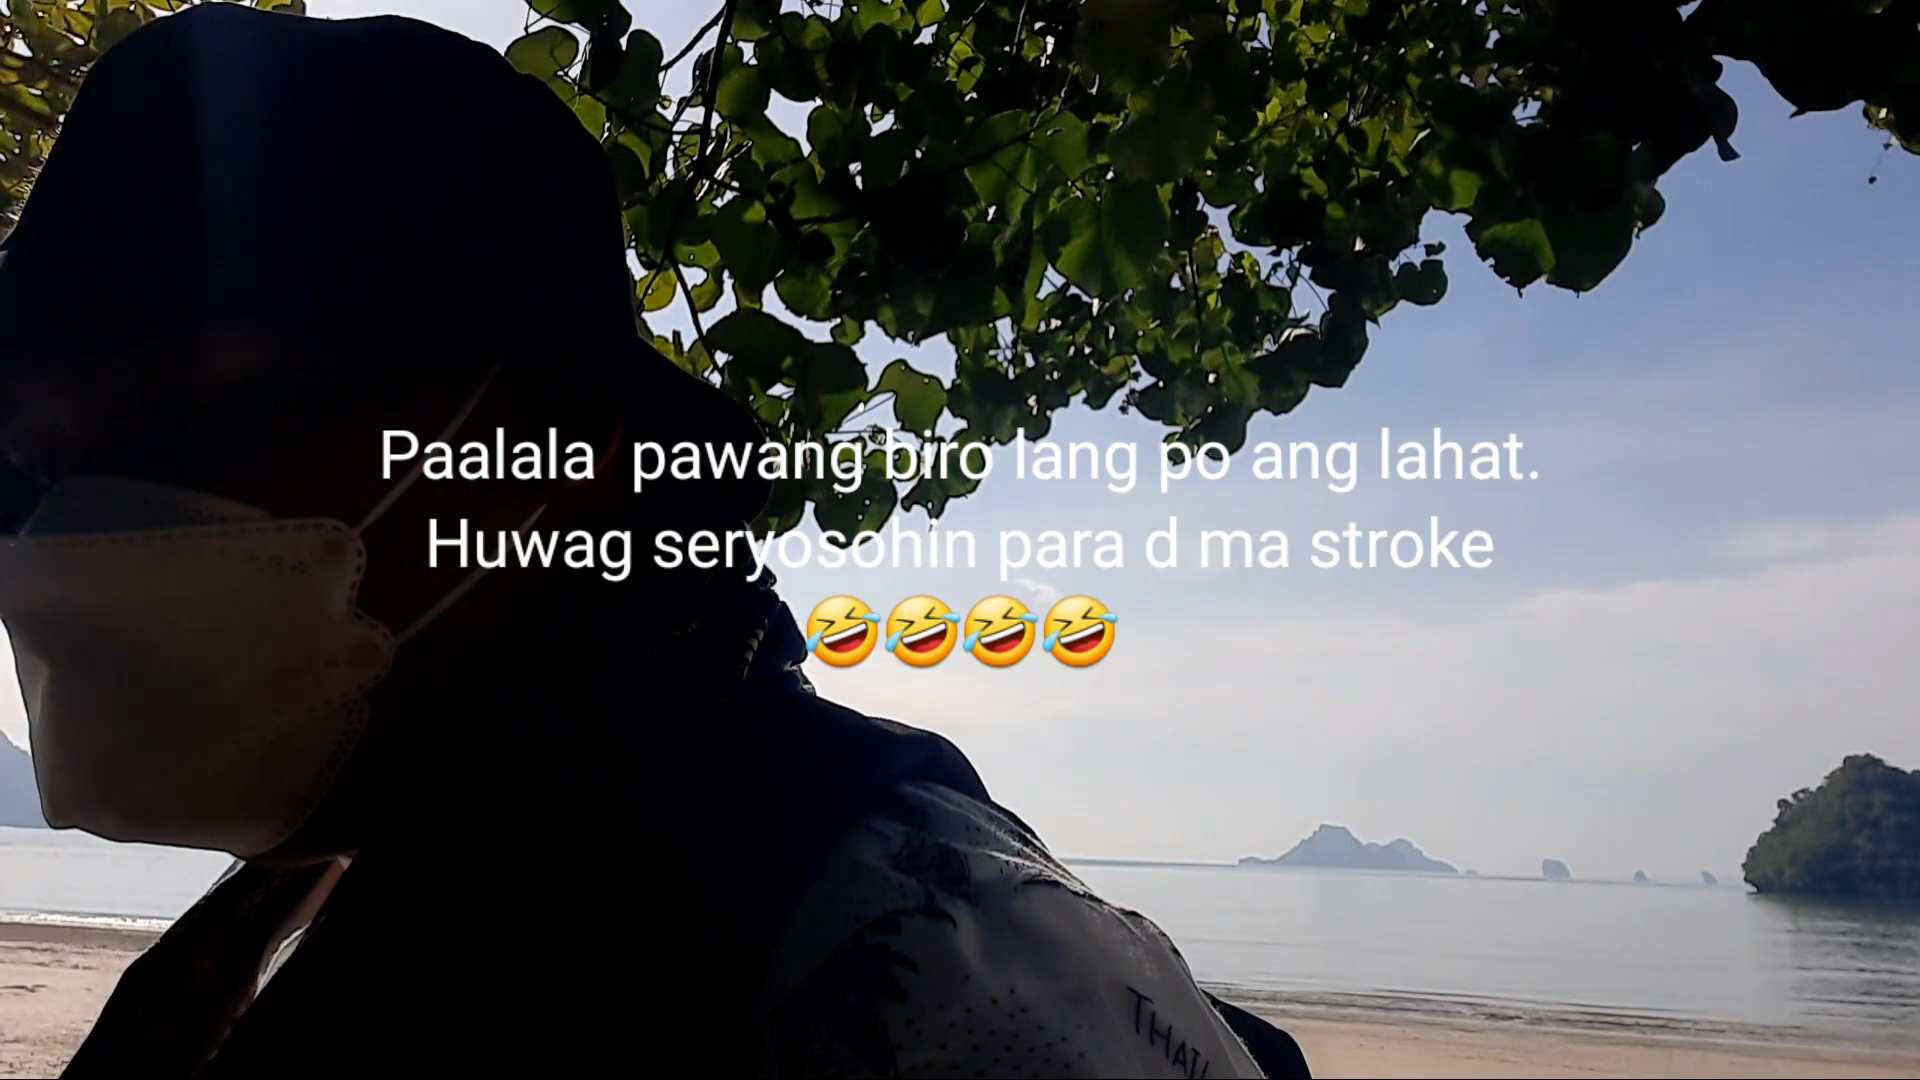 Paalala  pawang biro lang po ang lahat.
Huwag seryosohin para d ma stroke
🤣🤣🤣🤣